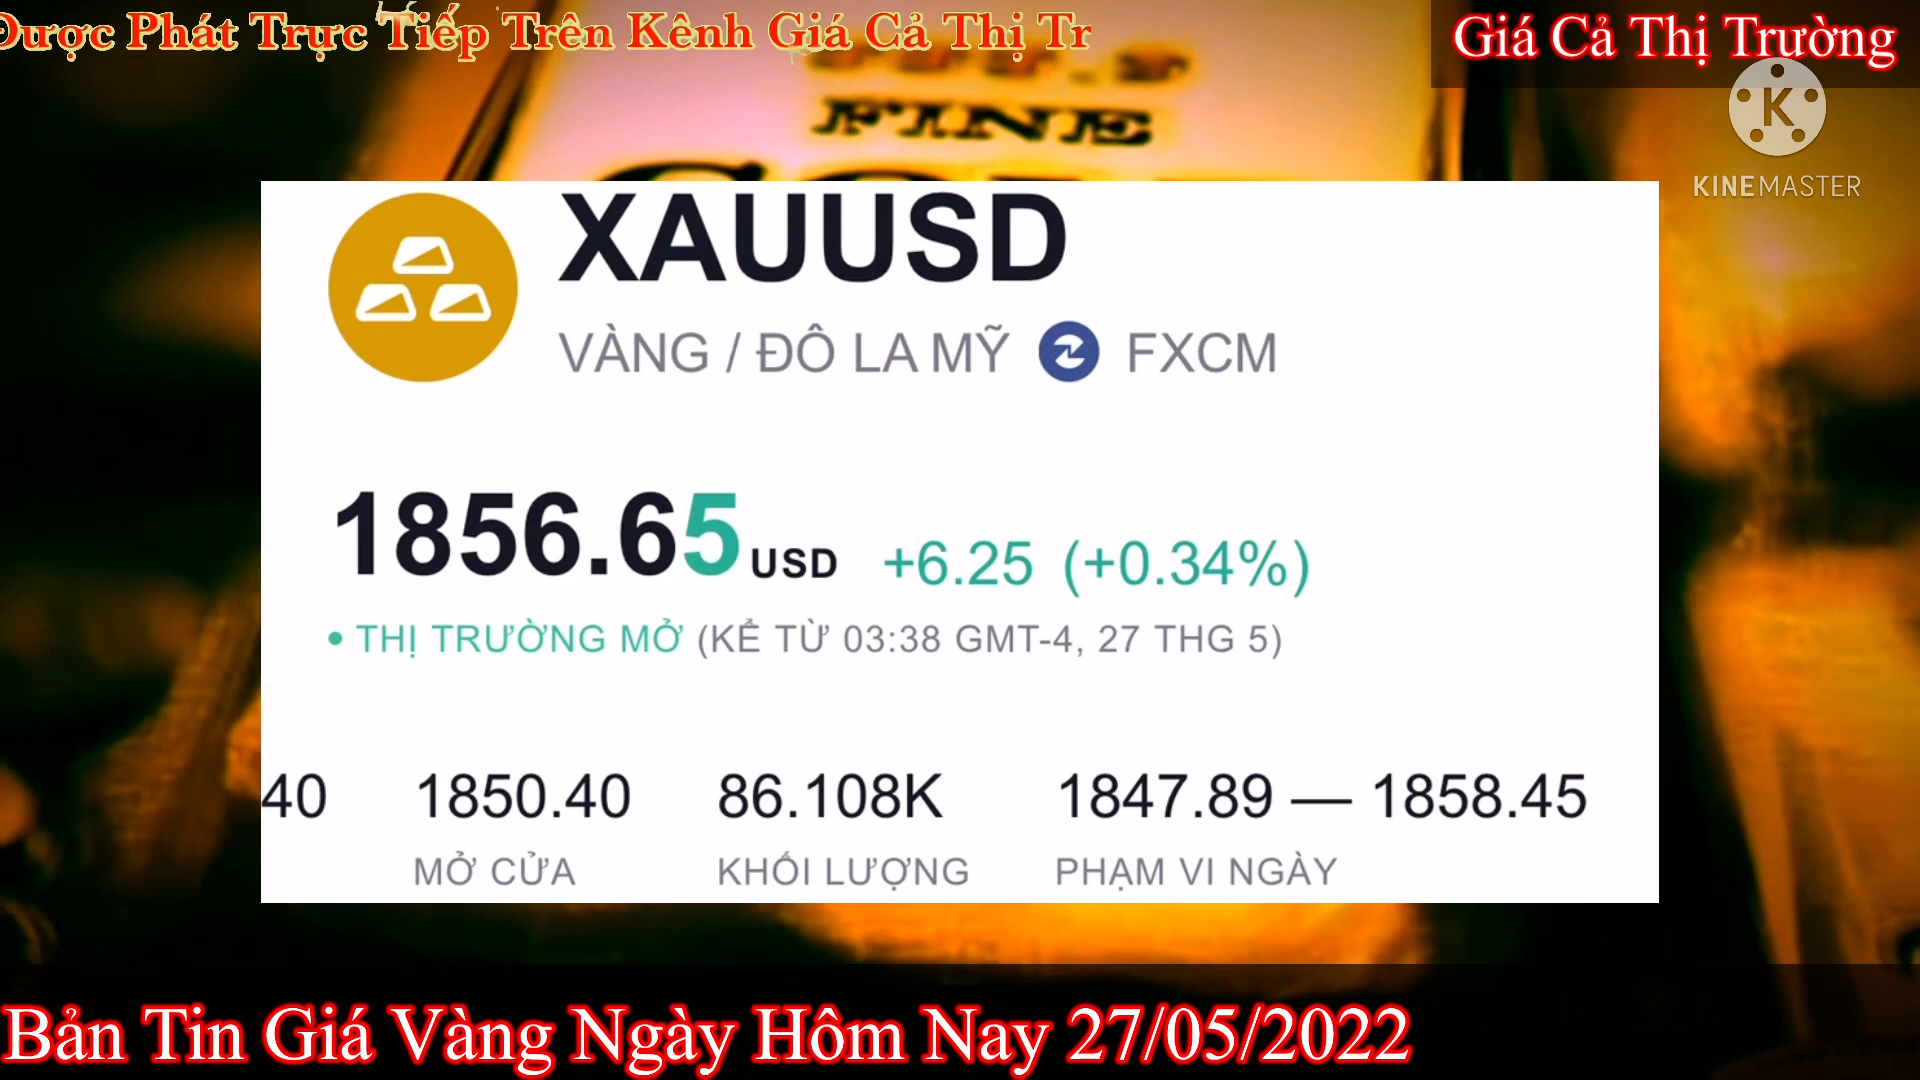 Được Phát Trực Tiếp Trên Kênh Giá Cả Thị Tr
Giá Cả Thị Trường
FINE
K
KINEMASTER
XAUUSD
VÀNG / ĐÔ LA MỸ FXCM
1856.65 USD +6.25 (+0.34%)
• THỊ TRƯỜNG MỞ (KỂ TỪ 03:38 GMT-4, 27 THG 5)
40 1850.40 86.108K 1847.89 — 1858.45
MỞ CỬA KHỐI LƯỢNG PHẠM VI NGÀY
Bản Tin Giá Vàng Ngày Hôm Nay 27/05/2022